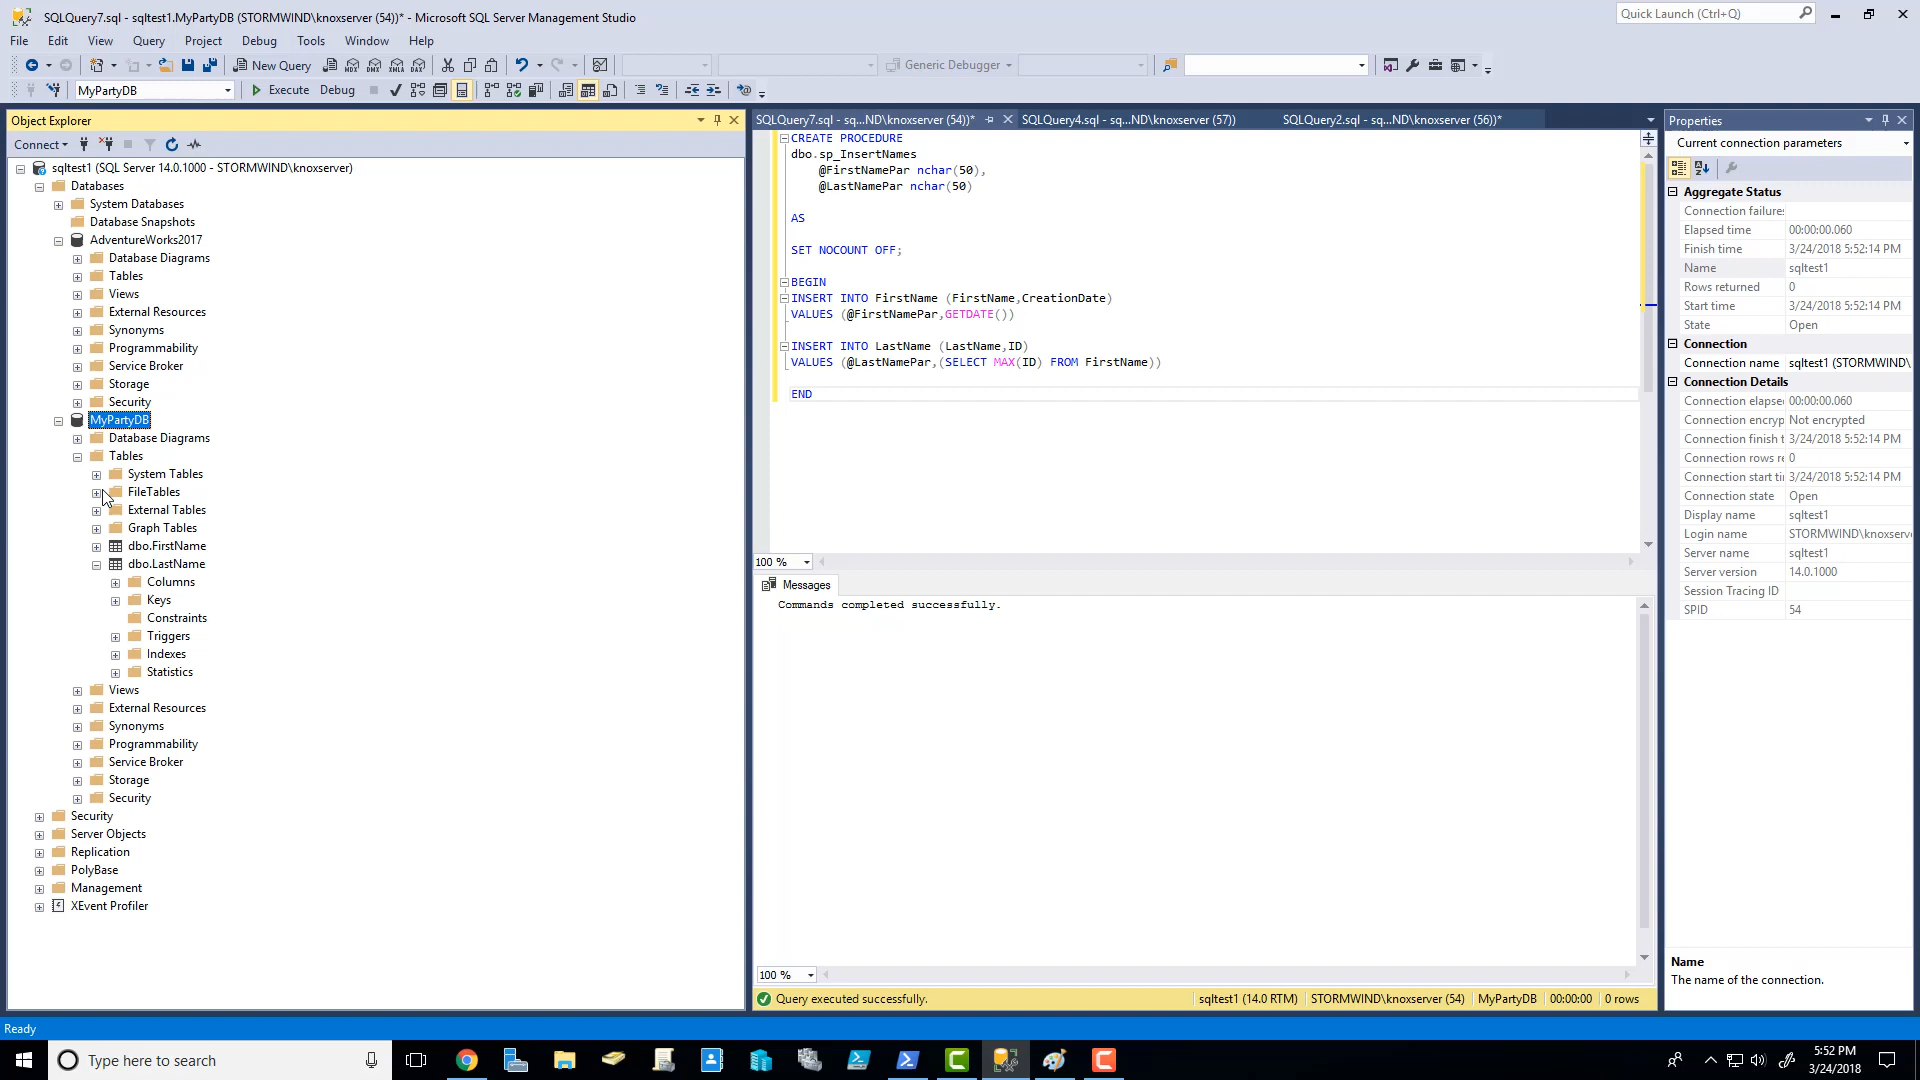 SQLQuery7.sql - sqltest1.MyPartyDB (STORMWIND\knoxserver (54))* - Microsoft SQL Server Management Studio
Quick Launch (Ctrl+Q)
File Edit View Query Project Debug Tools Window Help
New Query
MDX DMX XMLA DAX
Generic Debugger
MyPartyDB
Execute Debug
Object Explorer
Connect
sqltest1 (SQL Server 14.0.1000 - STORMWIND\knoxserver)
Databases
System Databases
Database Snapshots
AdventureWorks2017
Database Diagrams
Tables
Views
External Resources
Synonyms
Programmability
Service Broker
Storage
Security
MyPartyDB
Database Diagrams
Tables
System Tables
FileTables
External Tables
Graph Tables
dbo.FirstName
dbo.LastName
Columns
Keys
Constraints
Triggers
Indexes
Statistics
Views
External Resources
Synonyms
Programmability
Service Broker
Storage
Security
Security
Server Objects
Replication
PolyBase
Management
XEvent Profiler
SQLQuery7.sql - sq...ND\knoxserver (54))* SQLQuery4.sql - sq...ND\knoxserver (57)) SQLQuery2.sql - sq...ND\knoxserver (56))*
CREATE PROCEDURE
dbo.sp_InsertNames
@FirstNamePar nchar(50),
@LastNamePar nchar(50)
AS
SET NOCOUNT OFF;
BEGIN
INSERT INTO FirstName (FirstName,CreationDate)
VALUES (@FirstNamePar,GETDATE())
INSERT INTO LastName (LastName,ID)
VALUES (@LastNamePar,(SELECT MAX(ID) FROM FirstName))
END
100 %
Messages
Commands completed successfully.
100 %
Query executed successfully. sqltest1 (14.0 RTM) STORMWIND\knoxserver (54) MyPartyDB 00:00:00 0 rows
Properties
Current connection parameters
Aggregate Status
Connection failure:
Elapsed time 00:00:00.060
Finish time 3/24/2018 5:52:14 PM
Name sqltest1
Rows returned 0
Start time 3/24/2018 5:52:14 PM
State Open
Connection
Connection name sqltest1 (STORMWIND\
Connection Details
Connection elapse 00:00:00.060
Connection encryp Not encrypted
Connection finish t 3/24/2018 5:52:14 PM
Connection rows re 0
Connection start ti 3/24/2018 5:52:14 PM
Connection state Open
Display name sqltest1
Login name STORMWIND\knoxserve
Server name sqltest1
Server version 14.0.1000
Session Tracing ID
SPID 54
Name
The name of the connection.
Ready
Type here to search
5:52 PM
3/24/2018